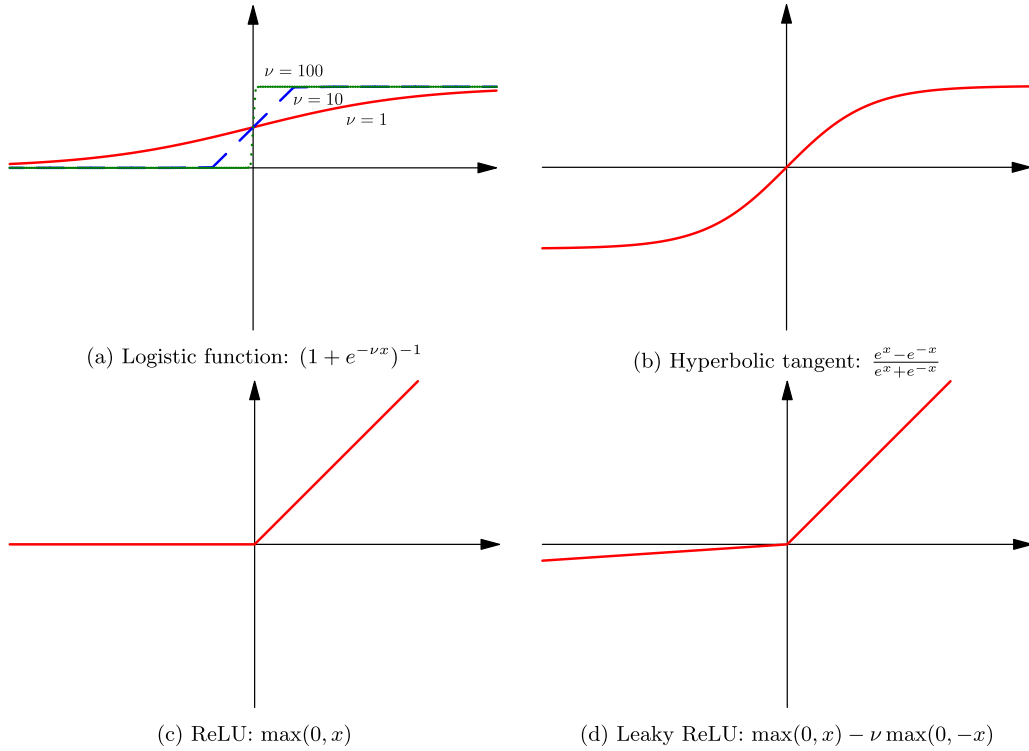 ν = 100
ν = 10
ν = 1
(a) Logistic function: (1 + e^{−νx})^{−1}
(b) Hyperbolic tangent: \frac{e^x − e^{−x}}{e^x + e^{−x}}
(c) ReLU: max(0, x)
(d) Leaky ReLU: max(0, x) − ν max(0, −x)